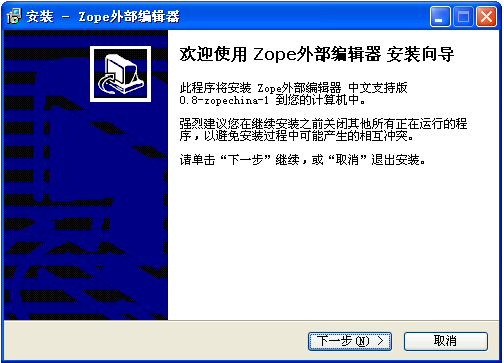 安装 - Zope外部编辑器
欢迎使用 Zope外部编辑器 安装向导
此程序将安装 Zope外部编辑器 中文支持版
0.8-zopechina-1 到您的计算机中。
强烈建议您在继续安装之前关闭其他所有正在运行的程
序，以避免安装过程中可能产生的相互冲突。
请单击“下一步”继续，或“取消”退出安装。
下一步(N) >
取消